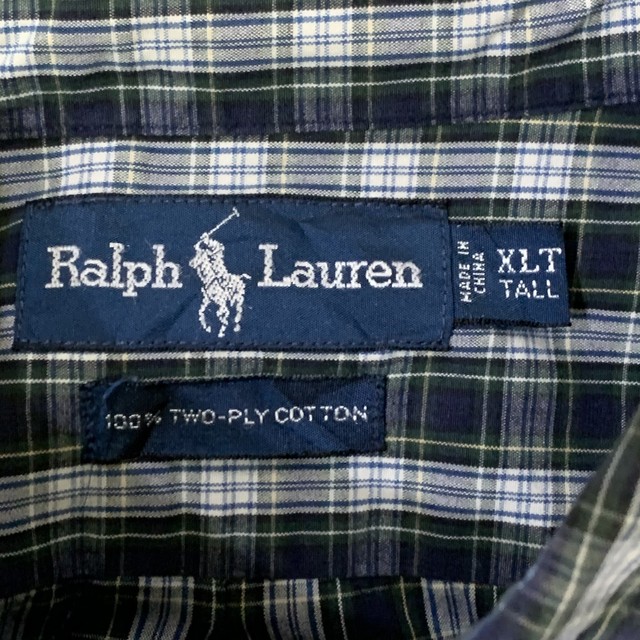 Ralph Lauren
MADE IN CHINA
XLT
TALL
100% TWO-PLY COTTON